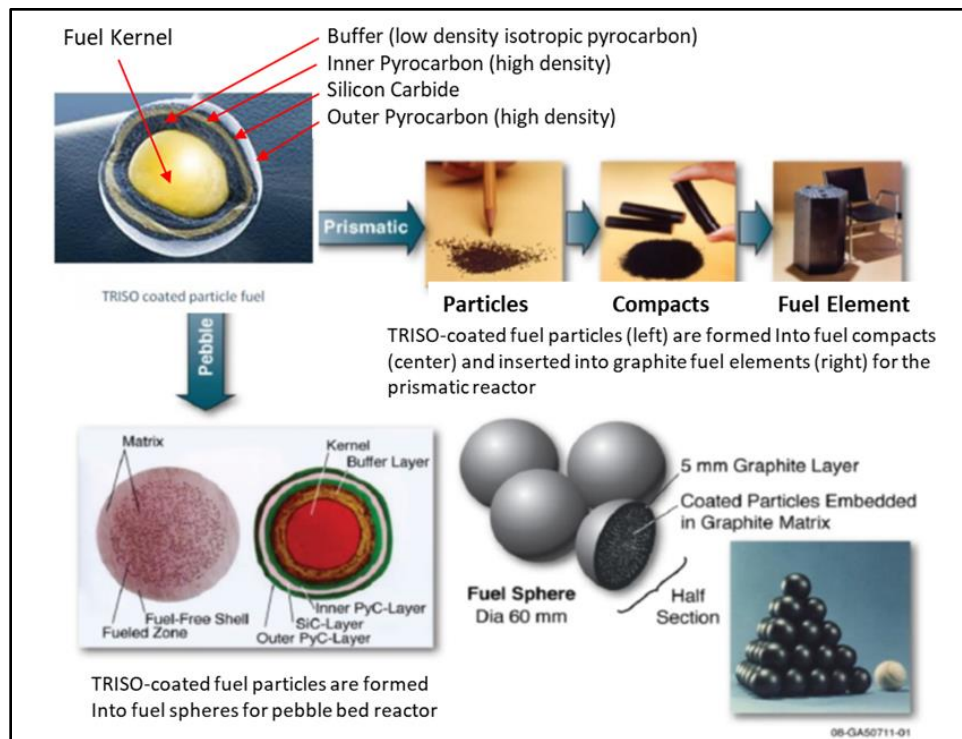 Fuel Kernel
Buffer (low density isotropic pyrocarbon)
Inner Pyrocarbon (high density)
Silicon Carbide
Outer Pyrocarbon (high density)
TRISO coated particle fuel
Prismatic
Particles
Compacts
Fuel Element
TRISO-coated fuel particles (left) are formed Into fuel compacts
(center) and inserted into graphite fuel elements (right) for the
prismatic reactor
Pebble
Matrix
Fuel-Free Shell
Fueled Zone
Kernel
Buffer Layer
Inner PyC-Layer
SiC-Layer
Outer PyC-Layer
TRISO-coated fuel particles are formed
Into fuel spheres for pebble bed reactor
5 mm Graphite Layer
Coated Particles Embedded
in Graphite Matrix
Fuel Sphere
Dia 60 mm
Half
Section
08-GA50711-01